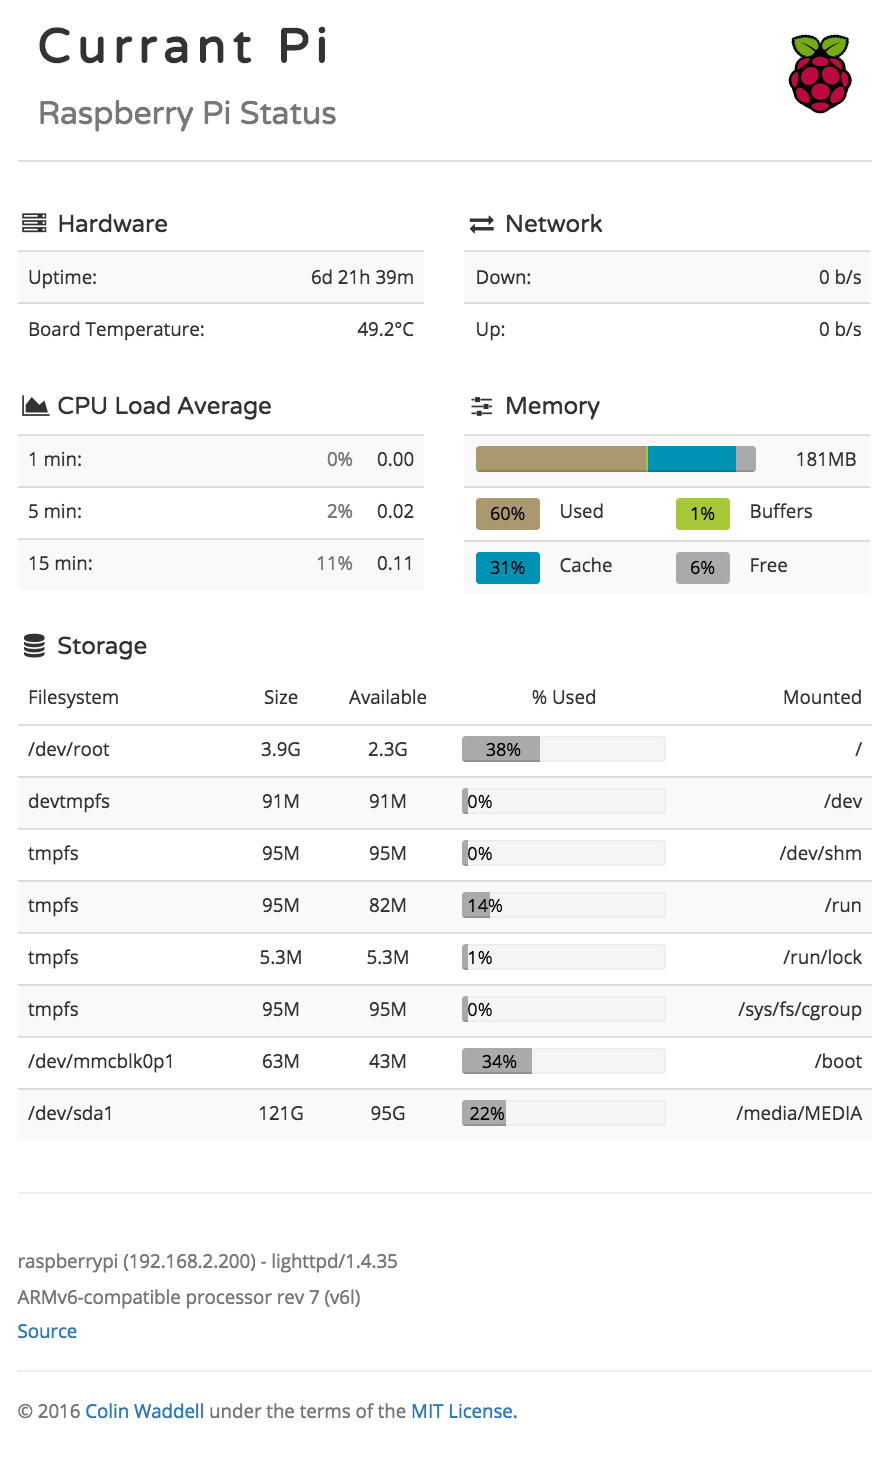 Currant Pi
Raspberry Pi Status
Hardware
Uptime: 6d 21h 39m
Board Temperature: 49.2°C
Network
Down: 0 b/s
Up: 0 b/s
CPU Load Average
1 min: 0% 0.00
5 min: 2% 0.02
15 min: 11% 0.11
Memory
181MB
60% Used 1% Buffers
31% Cache 6% Free
Storage
Filesystem Size Available % Used Mounted
/dev/root 3.9G 2.3G 38% /
devtmpfs 91M 91M 0% /dev
tmpfs 95M 95M 0% /dev/shm
tmpfs 95M 82M 14% /run
tmpfs 5.3M 5.3M 1% /run/lock
tmpfs 95M 95M 0% /sys/fs/cgroup
/dev/mmcblk0p1 63M 43M 34% /boot
/dev/sda1 121G 95G 22% /media/MEDIA
raspberrypi (192.168.2.200) - lighttpd/1.4.35
ARMv6-compatible processor rev 7 (v6l)
Source
© 2016 Colin Waddell under the terms of the MIT License.